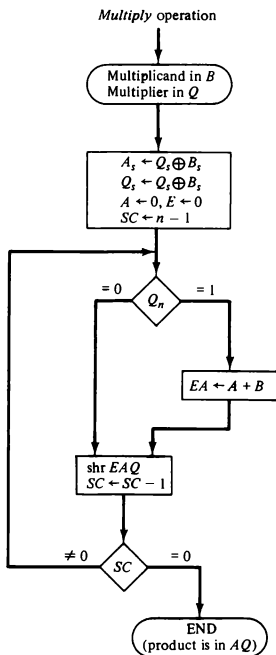 Multiply operation
Multiplicand in B
Multiplier in Q
Aₛ ← Qₛ ⊕ Bₛ
Qₛ ← Qₛ ⊕ Bₛ
A ← 0, E ← 0
SC ← n − 1
= 0
Qₙ
= 1
EA ← A + B
shr EAQ
SC ← SC − 1
≠ 0
SC
= 0
END
(product is in AQ)